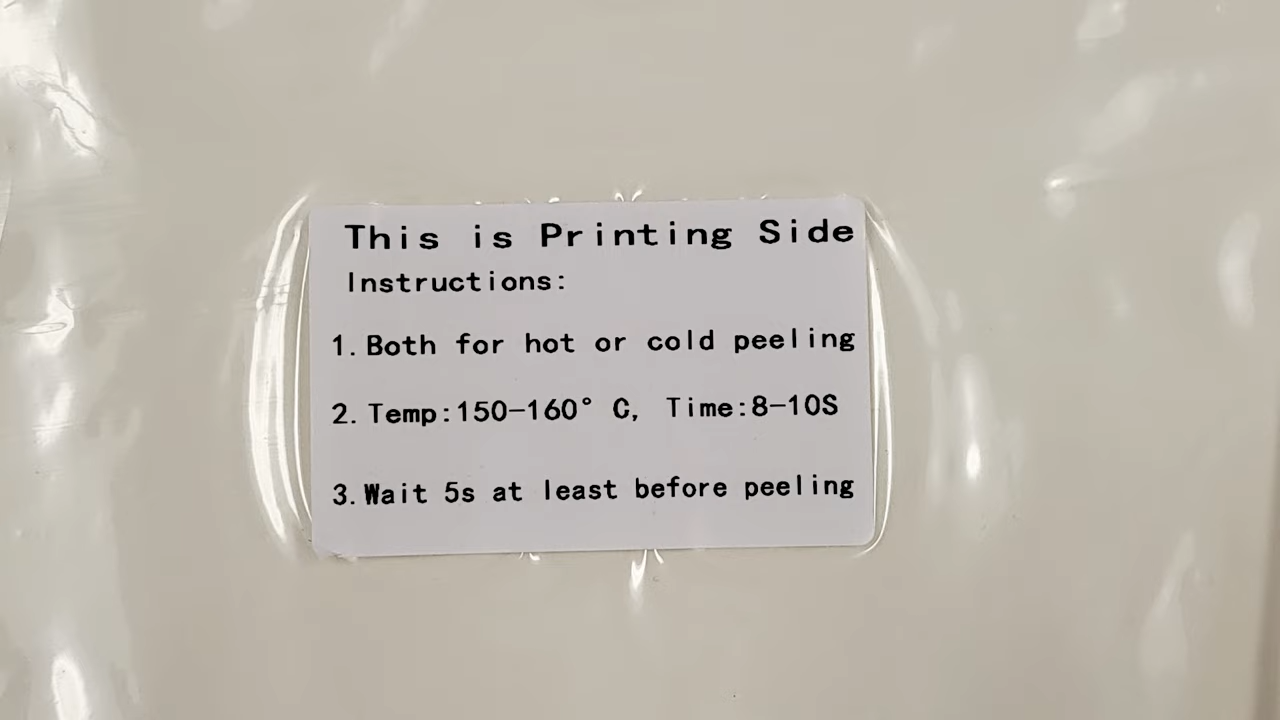 This is Printing Side
Instructions:
1. Both for hot or cold peeling
2. Temp:150-160° C, Time:8-10S
3. Wait 5s at least before peeling